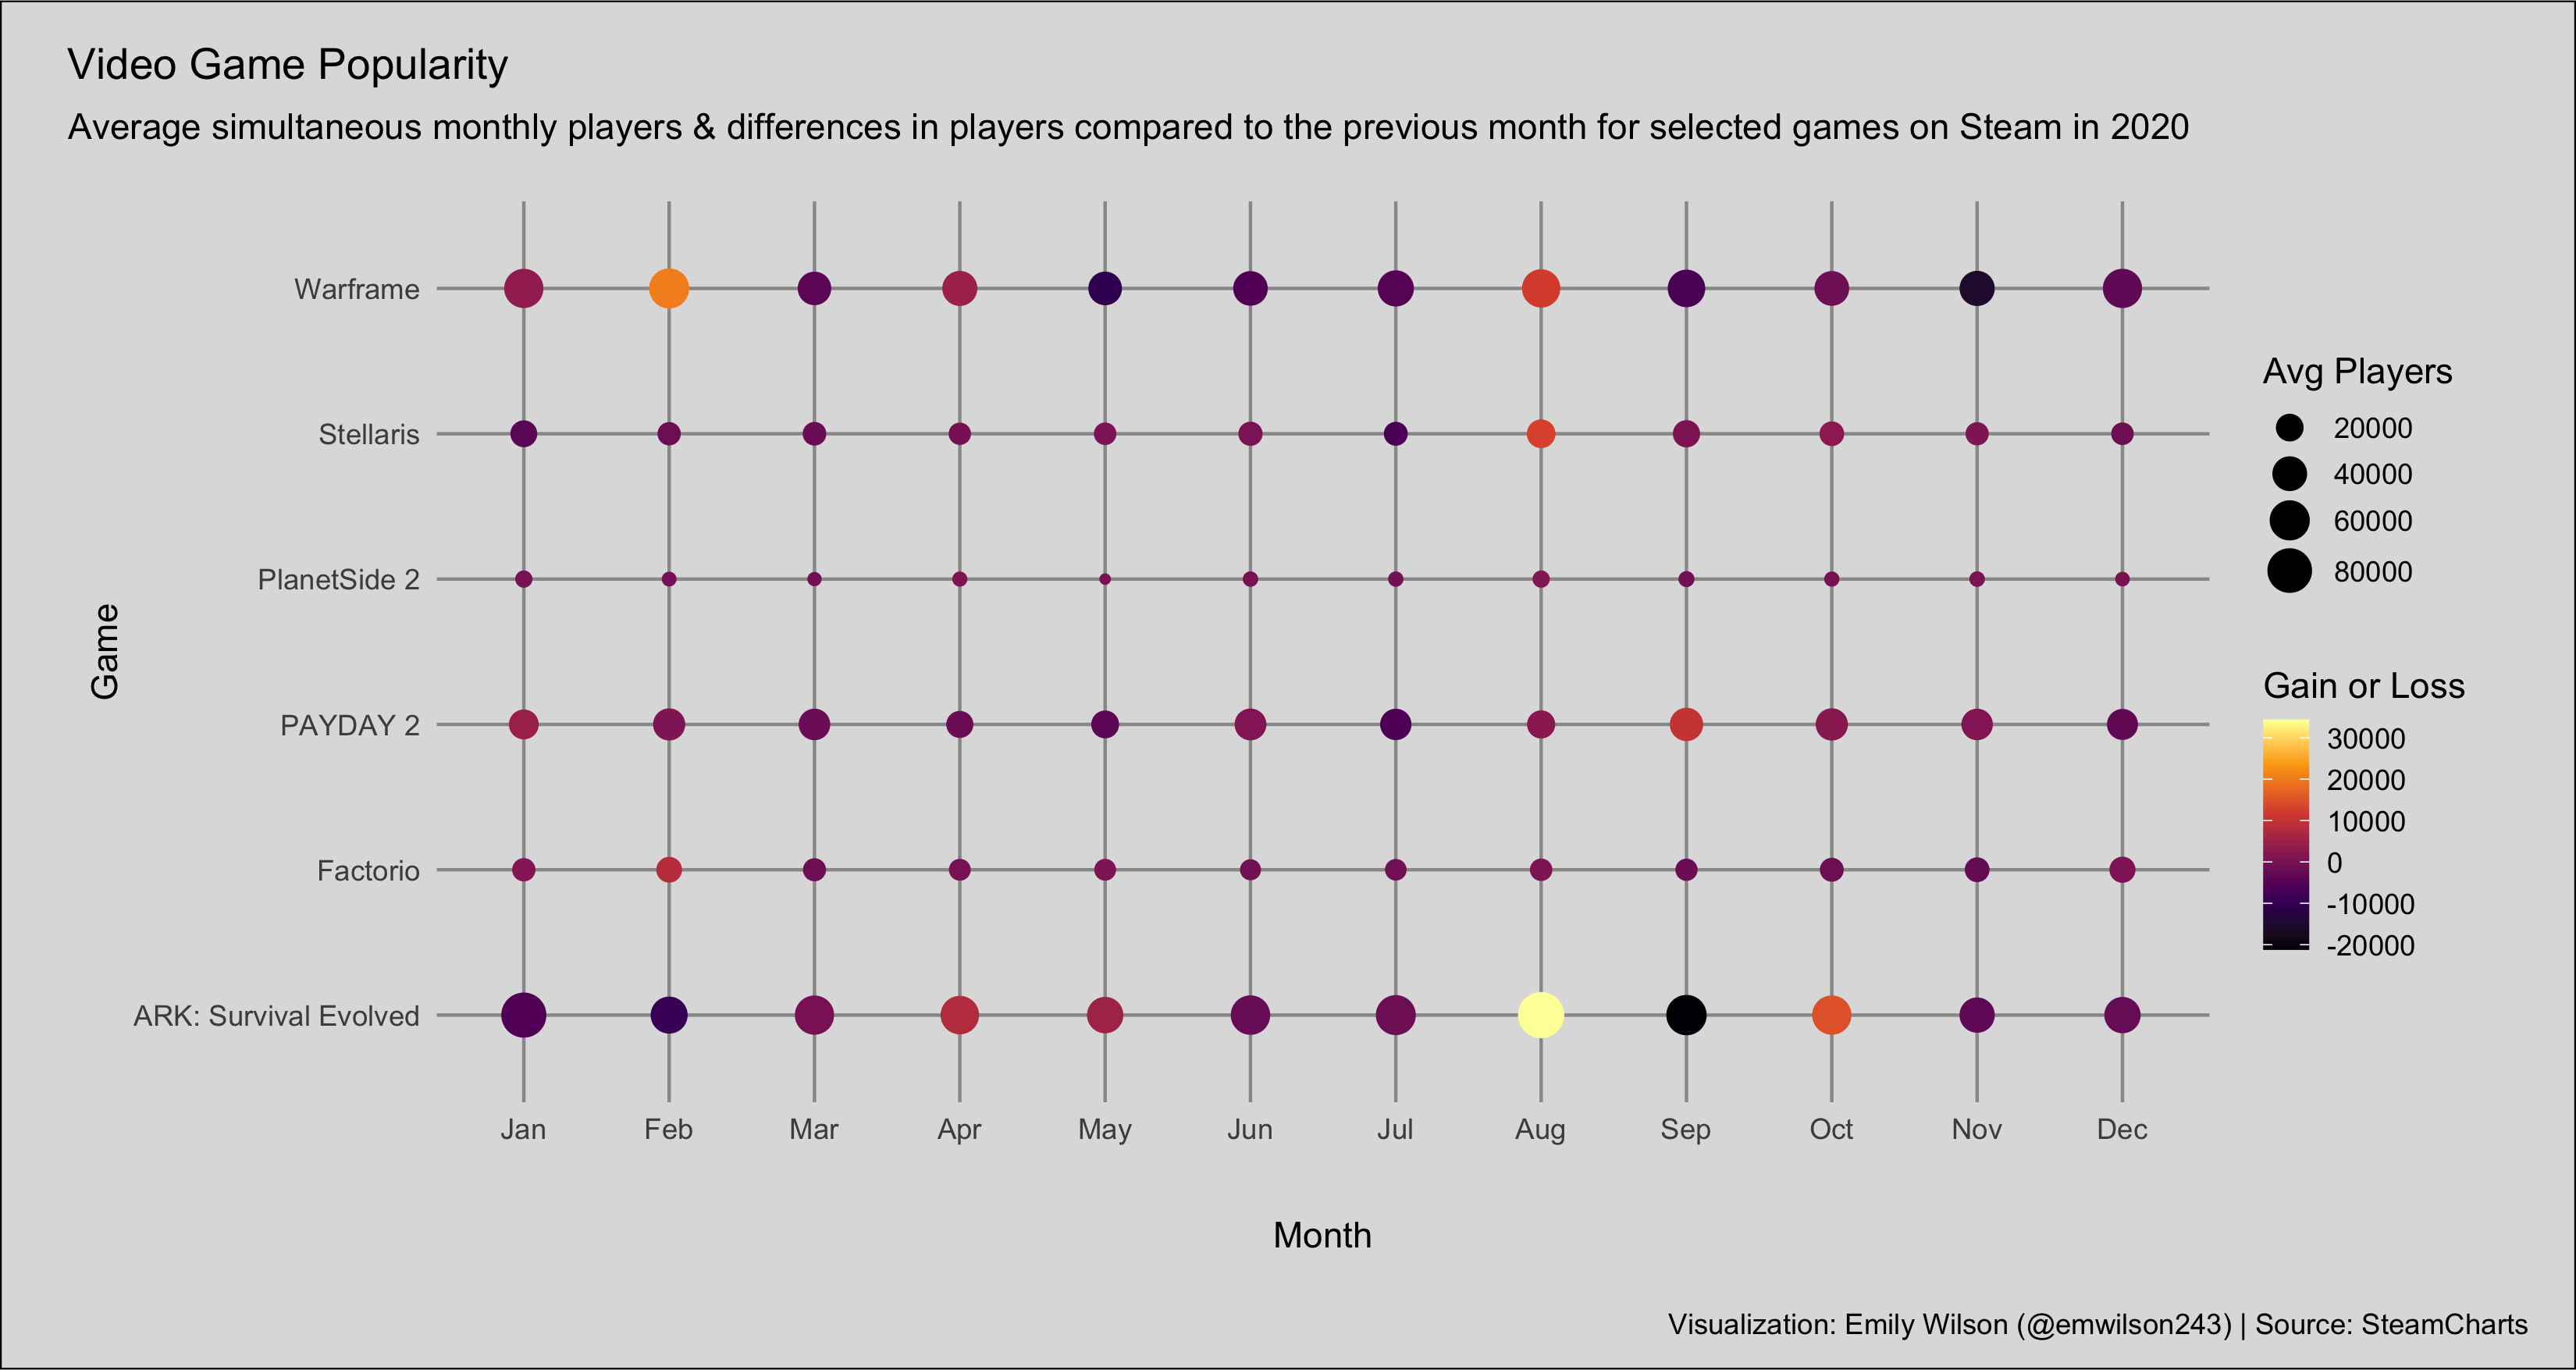 Video Game Popularity
Average simultaneous monthly players & differences in players compared to the previous month for selected games on Steam in 2020
Game
Warframe
Stellaris
PlanetSide 2
PAYDAY 2
Factorio
ARK: Survival Evolved
Jan Feb Mar Apr May Jun Jul Aug Sep Oct Nov Dec
Month
Avg Players
20000
40000
60000
80000
Gain or Loss
30000
20000
10000
0
-10000
-20000
Visualization: Emily Wilson (@emwilson243) | Source: SteamCharts